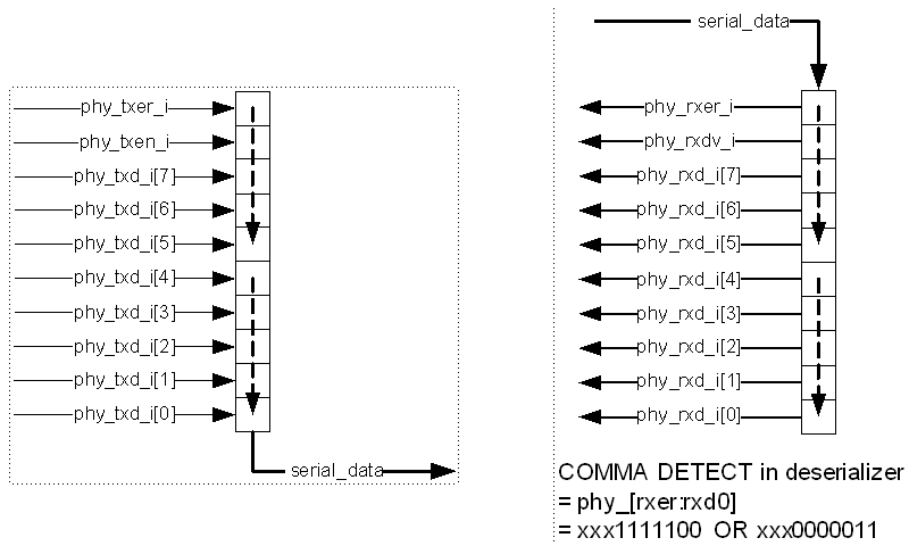 serial_data
phy_txer_i
phy_txen_i
phy_txd_i[7]
phy_txd_i[6]
phy_txd_i[5]
phy_txd_i[4]
phy_txd_i[3]
phy_txd_i[2]
phy_txd_i[1]
phy_txd_i[0]
serial_data
phy_rxer_i
phy_rxdv_i
phy_rxd_i[7]
phy_rxd_i[6]
phy_rxd_i[5]
phy_rxd_i[4]
phy_rxd_i[3]
phy_rxd_i[2]
phy_rxd_i[1]
phy_rxd_i[0]
COMMA DETECT in deserializer
= phy_[rxer:rxd0]
= xxx1111100 OR xxx0000011